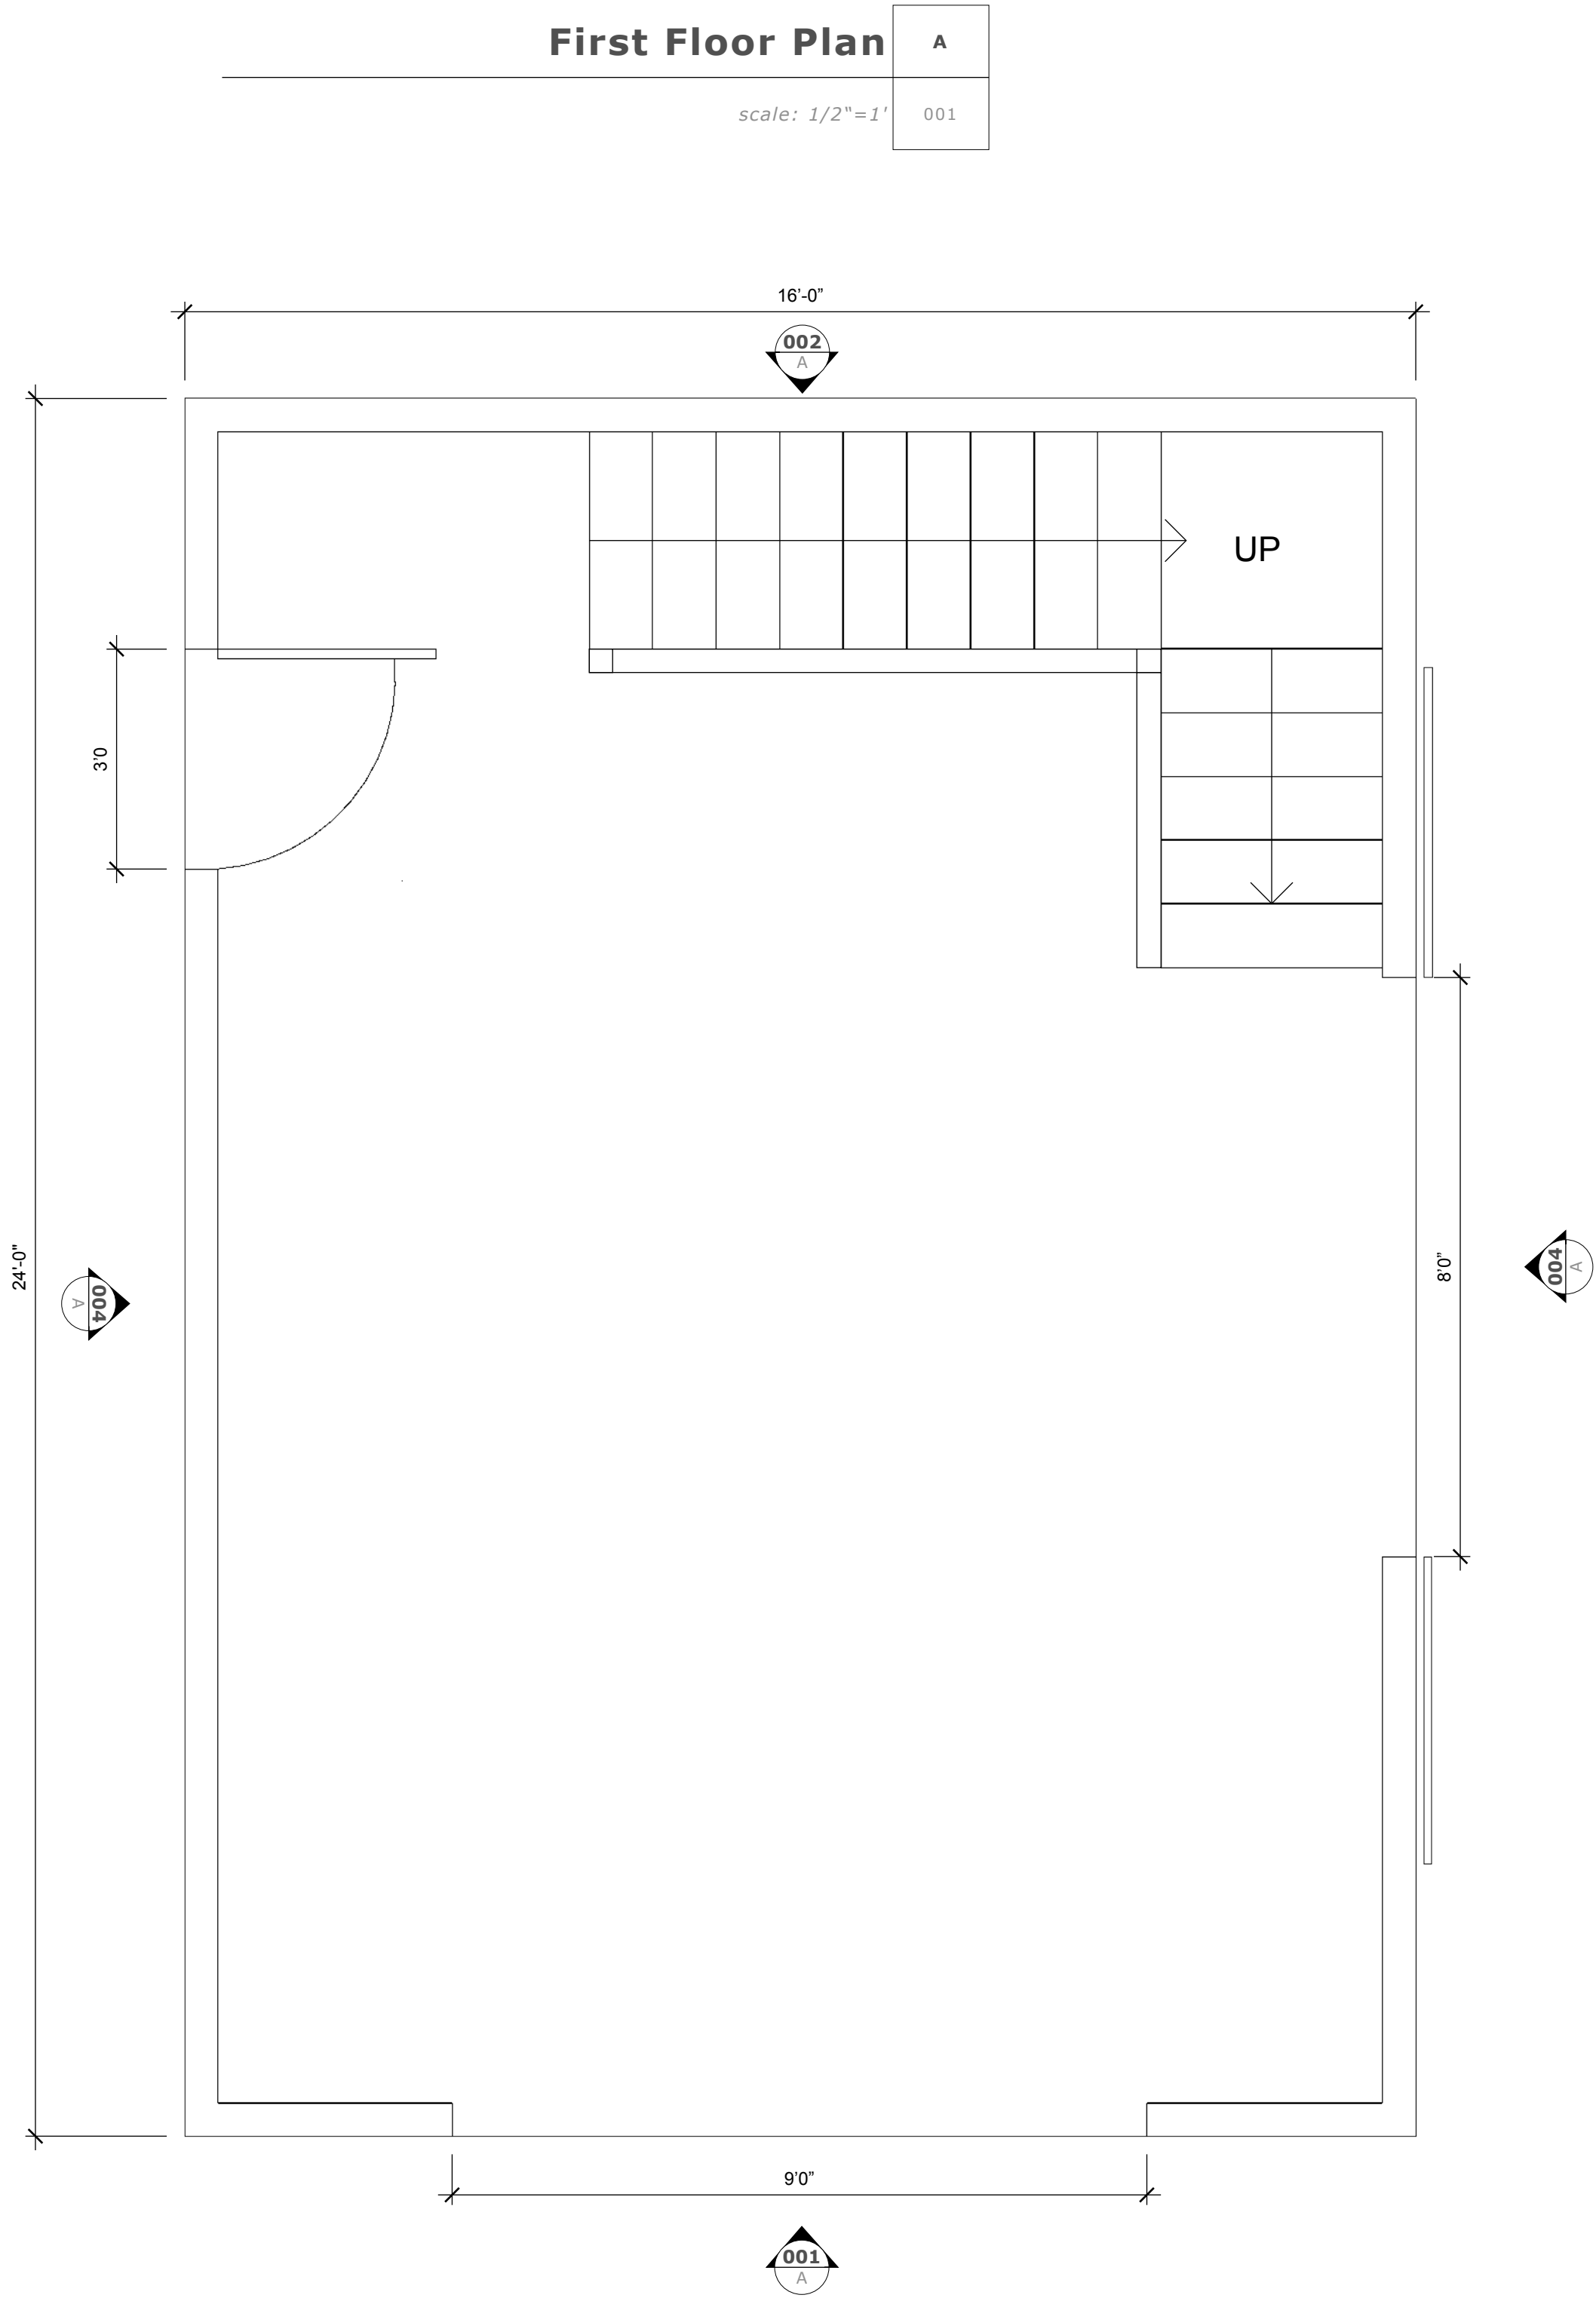 First Floor Plan
A
scale: 1/2"=1'
001
16'-0"
002
A
UP
3'0
24'-0"
004
A
8'0"
004
A
9'0"
001
A